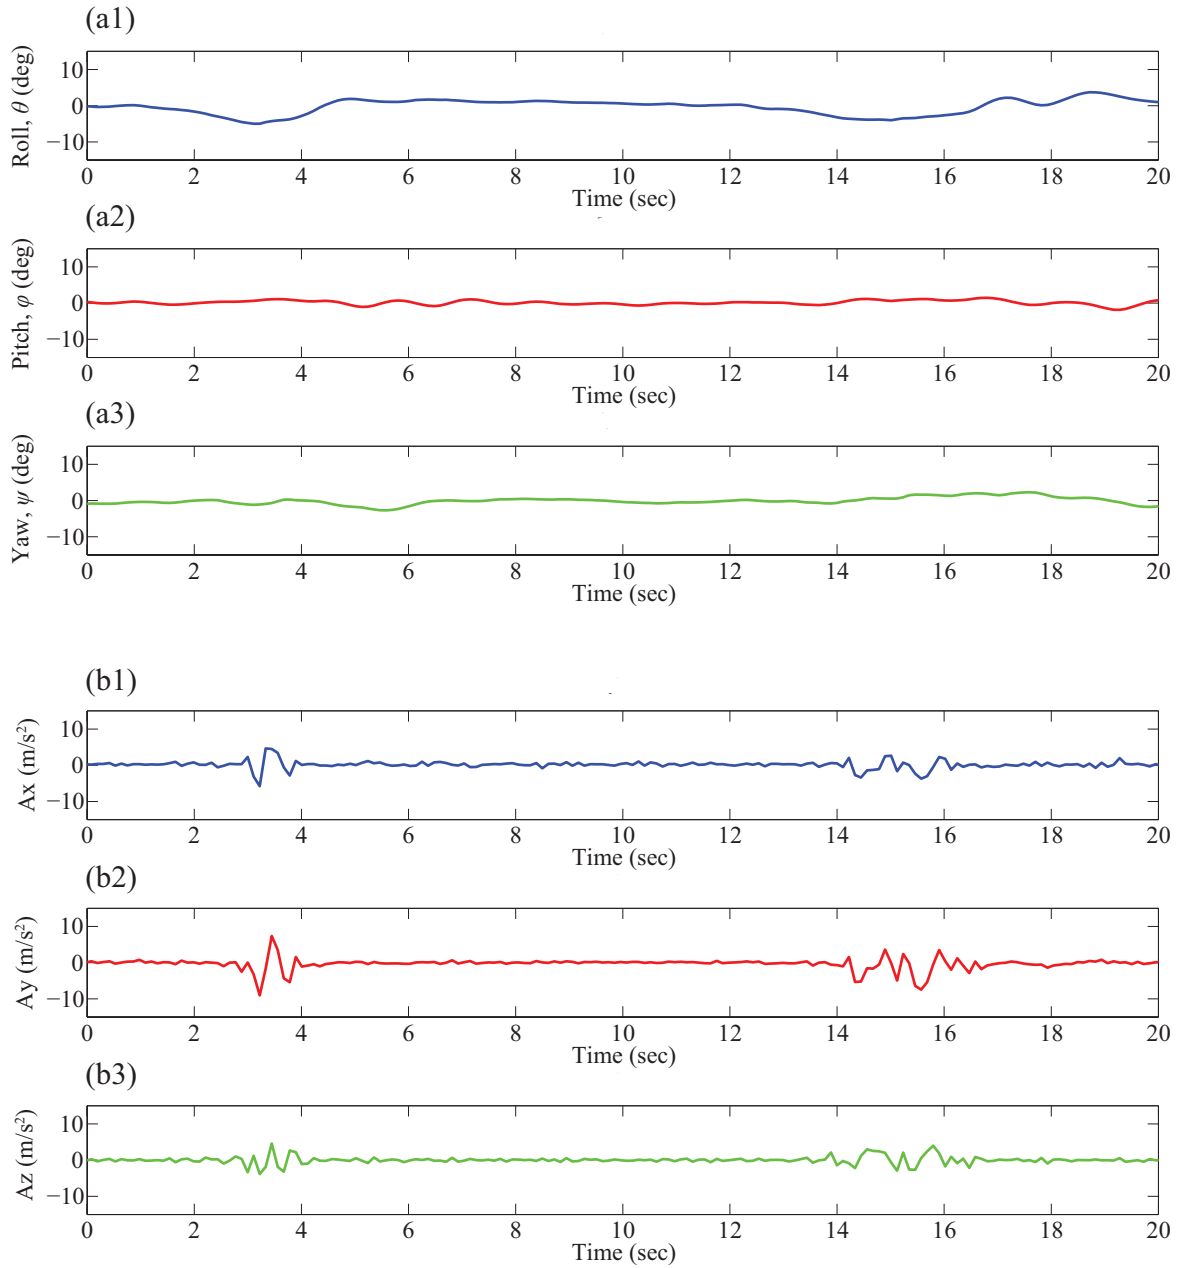 (a1)
Roll, θ (deg)
10
0
−10
0 2 4 6 8 10 12 14 16 18 20
Time (sec)
(a2)
Pitch, φ (deg)
10
0
−10
0 2 4 6 8 10 12 14 16 18 20
Time (sec)
(a3)
Yaw, ψ (deg)
10
0
−10
0 2 4 6 8 10 12 14 16 18 20
Time (sec)
(b1)
Ax (m/s²)
10
0
−10
0 2 4 6 8 10 12 14 16 18 20
Time (sec)
(b2)
Ay (m/s²)
10
0
−10
0 2 4 6 8 10 12 14 16 18 20
Time (sec)
(b3)
Az (m/s²)
10
0
−10
0 2 4 6 8 10 12 14 16 18 20
Time (sec)